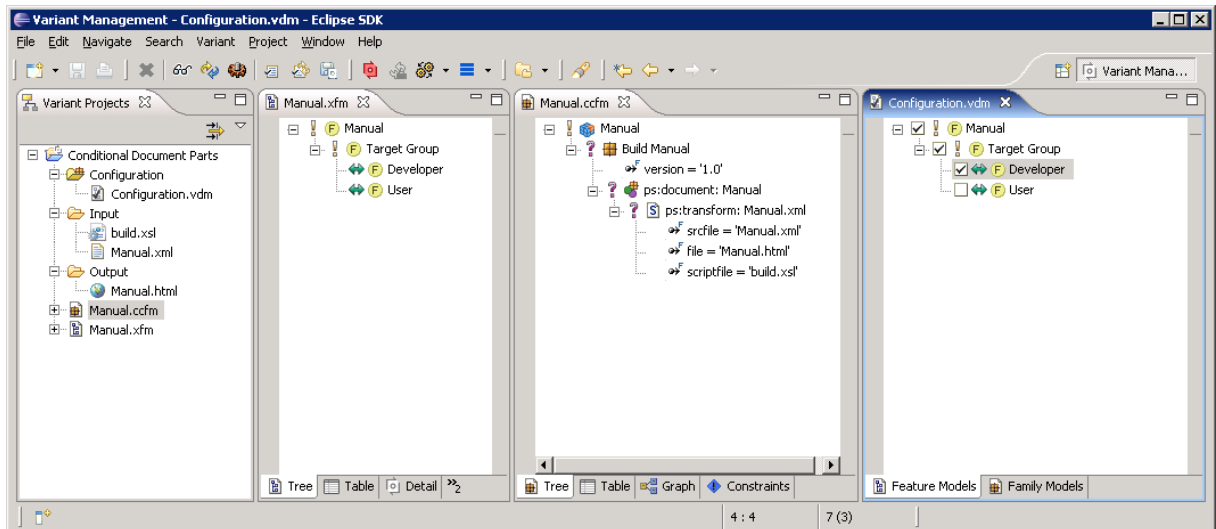 Variant Management - Configuration.vdm - Eclipse SDK
File Edit Navigate Search Variant Project Window Help
Variant Mana...
Variant Projects
Conditional Document Parts
Configuration
Configuration.vdm
Input
build.xsl
Manual.xml
Output
Manual.html
Manual.ccfm
Manual.xfm
Manual.xfm
F Manual
F Target Group
F Developer
F User
Tree Table Detail »2
Manual.ccfm
Manual
Build Manual
F version = '1.0'
ps:document: Manual
S ps:transform: Manual.xml
F srcfile = 'Manual.xml'
F file = 'Manual.html'
F scriptfile = 'build.xsl'
Tree Table Graph Constraints
Configuration.vdm
F Manual
F Target Group
F Developer
F User
Feature Models Family Models
4 : 4 7 (3)